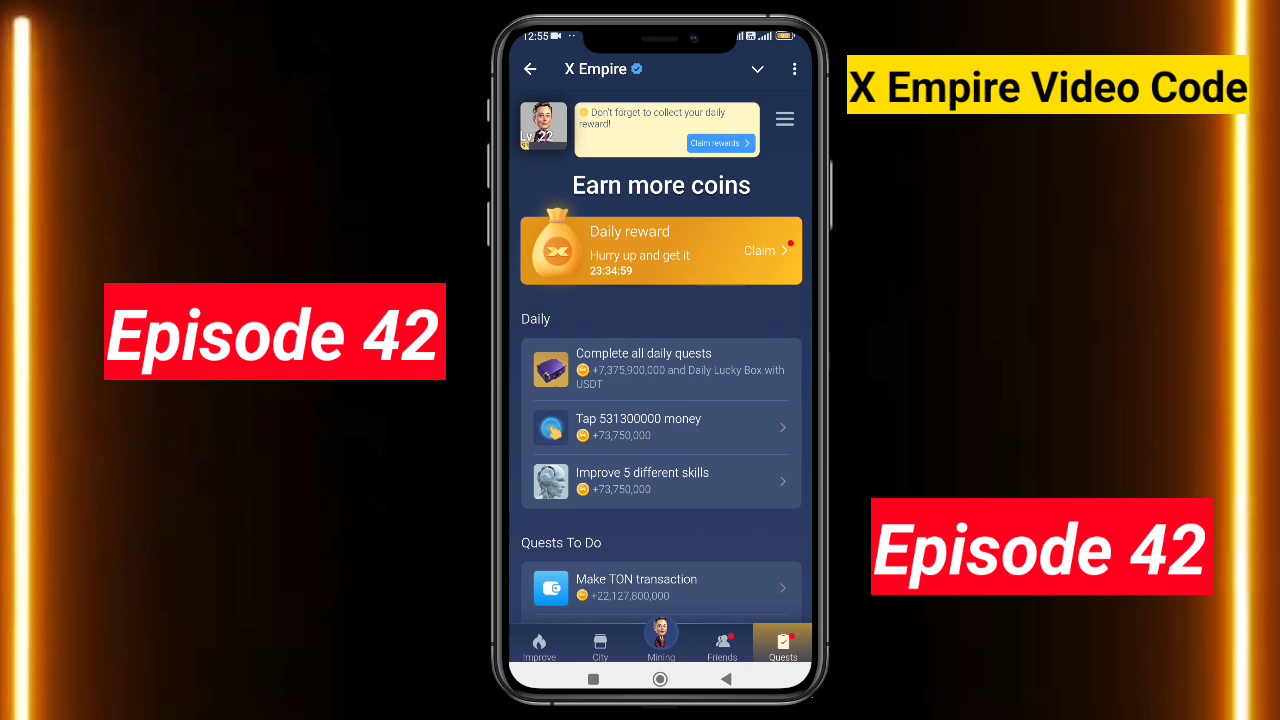 12:55
X Empire
X Empire Video Code
Don't forget to collect your daily
reward!
Claim rewards
Lv. 22
Earn more coins
Daily reward
Hurry up and get it
23:34:59
Claim
Episode 42
Daily
Complete all daily quests
+7,375,900,000 and Daily Lucky Box with
USDT
Tap 531300000 money
+73,750,000
Improve 5 different skills
+73,750,000
Episode 42
Quests To Do
Make TON transaction
+22,127,800,000
Improve
City
Mining
Friends
Quests